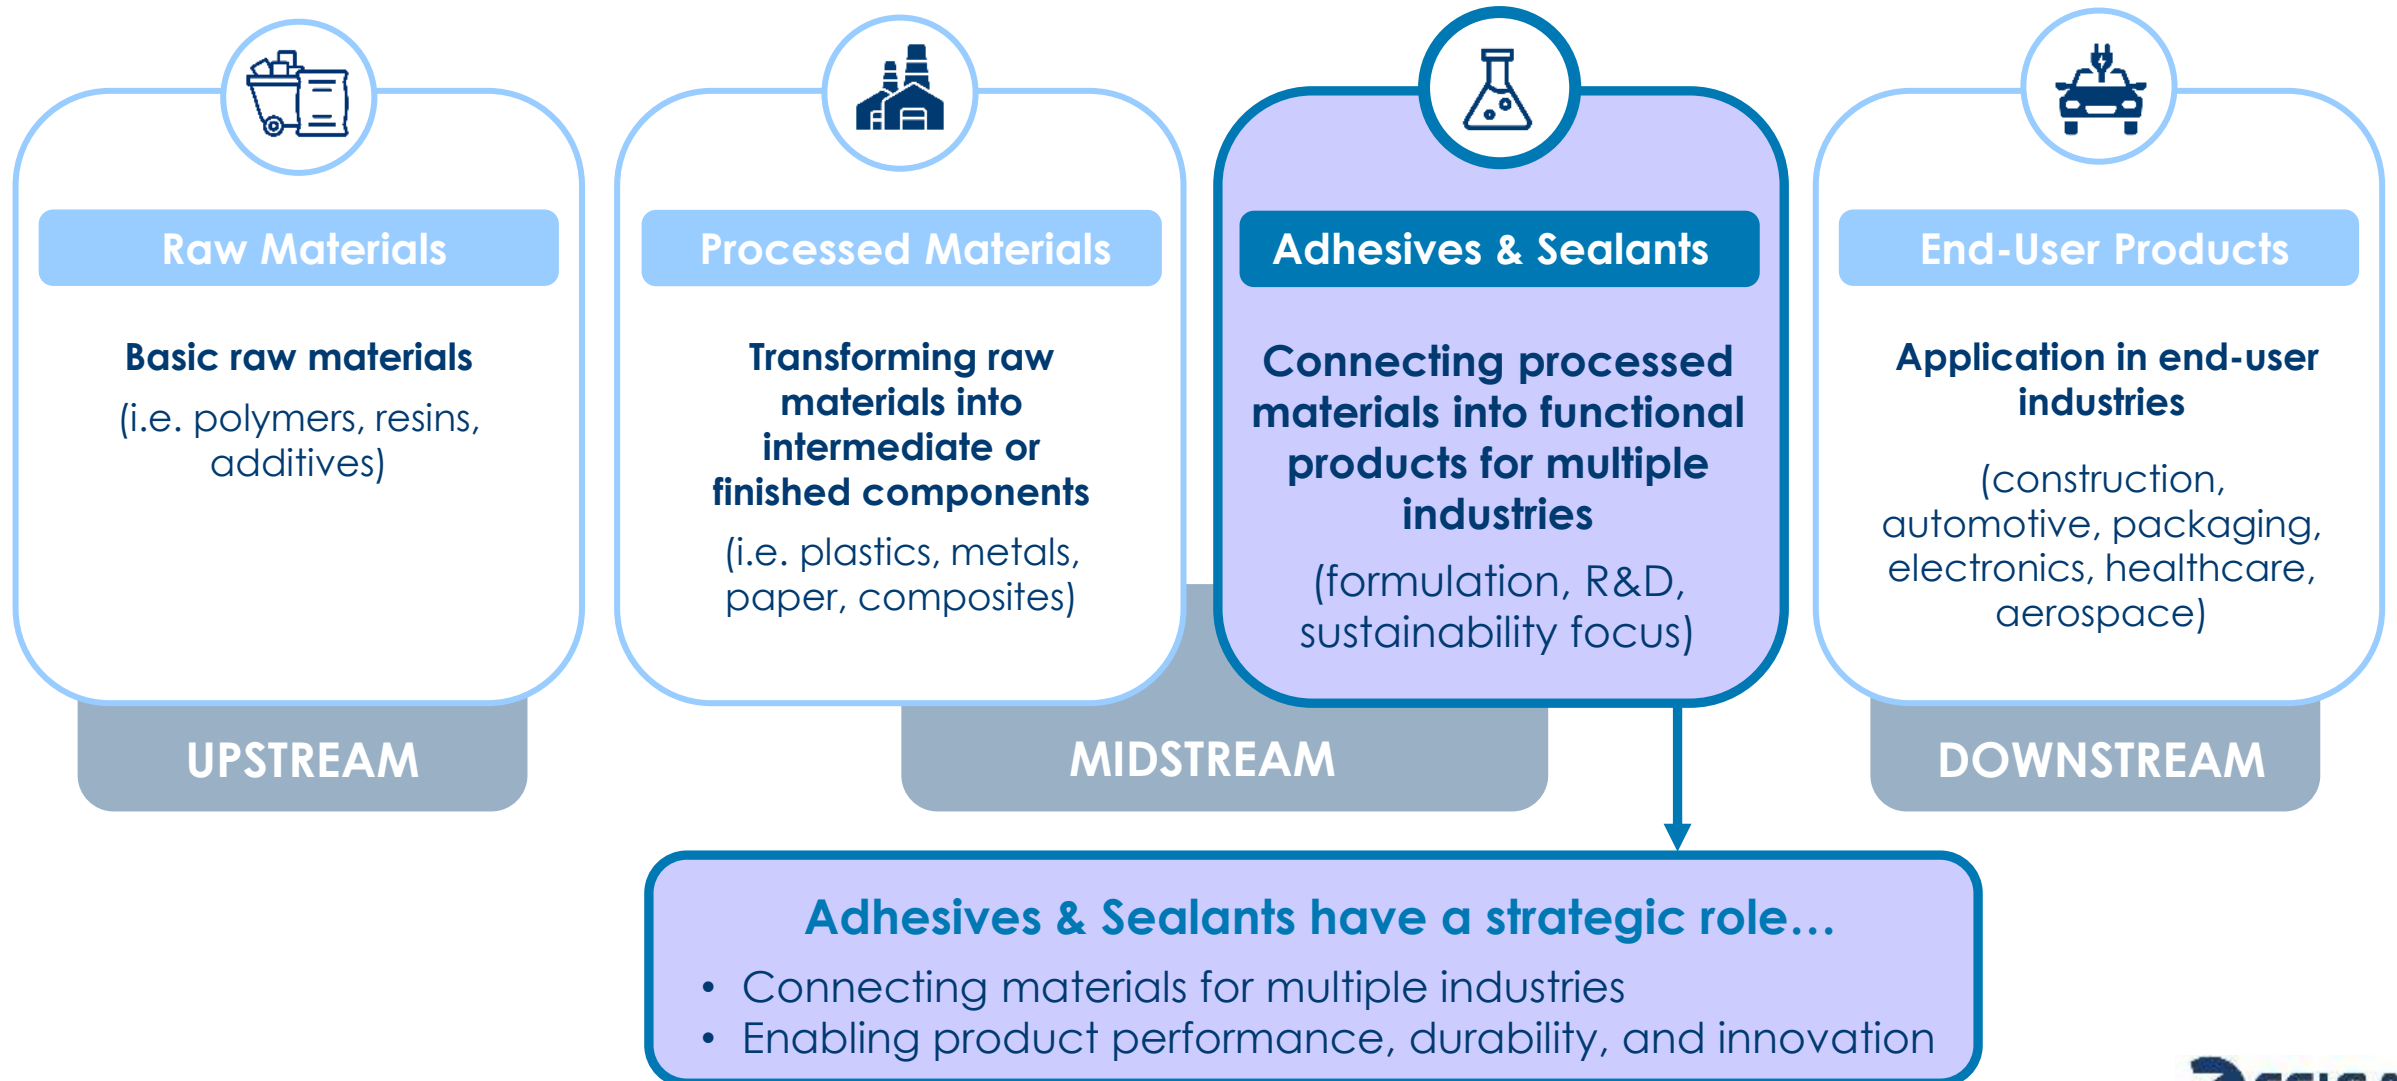 Raw Materials
Basic raw materials
(i.e. polymers, resins,
additives)
UPSTREAM
Processed Materials
Transforming raw
materials into
intermediate or
finished components
(i.e. plastics, metals,
paper, composites)
MIDSTREAM
Adhesives & Sealants
Connecting processed
materials into functional
products for multiple
industries
(formulation, R&D,
sustainability focus)
End-User Products
Application in end-user
industries
(construction,
automotive, packaging,
electronics, healthcare,
aerospace)
DOWNSTREAM
Adhesives & Sealants have a strategic role…
• Connecting materials for multiple industries
• Enabling product performance, durability, and innovation